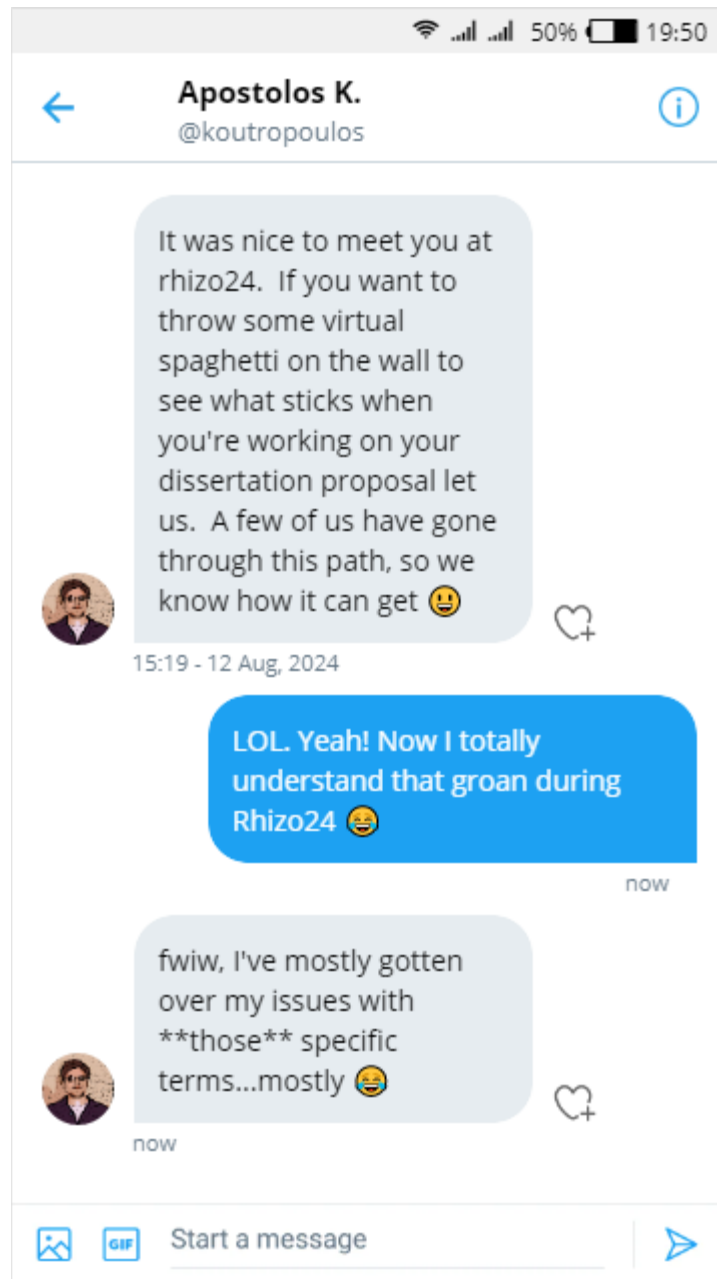 50% 19:50
Apostolos K.
@koutropoulos
It was nice to meet you at
rhizo24.  If you want to
throw some virtual
spaghetti on the wall to
see what sticks when
you're working on your
dissertation proposal let
us.  A few of us have gone
through this path, so we
know how it can get 😃
15:19 - 12 Aug, 2024
LOL. Yeah! Now I totally
understand that groan during
Rhizo24 😂
now
fwiw, I've mostly gotten
over my issues with
**those** specific
terms...mostly 😂
now
GIF Start a message